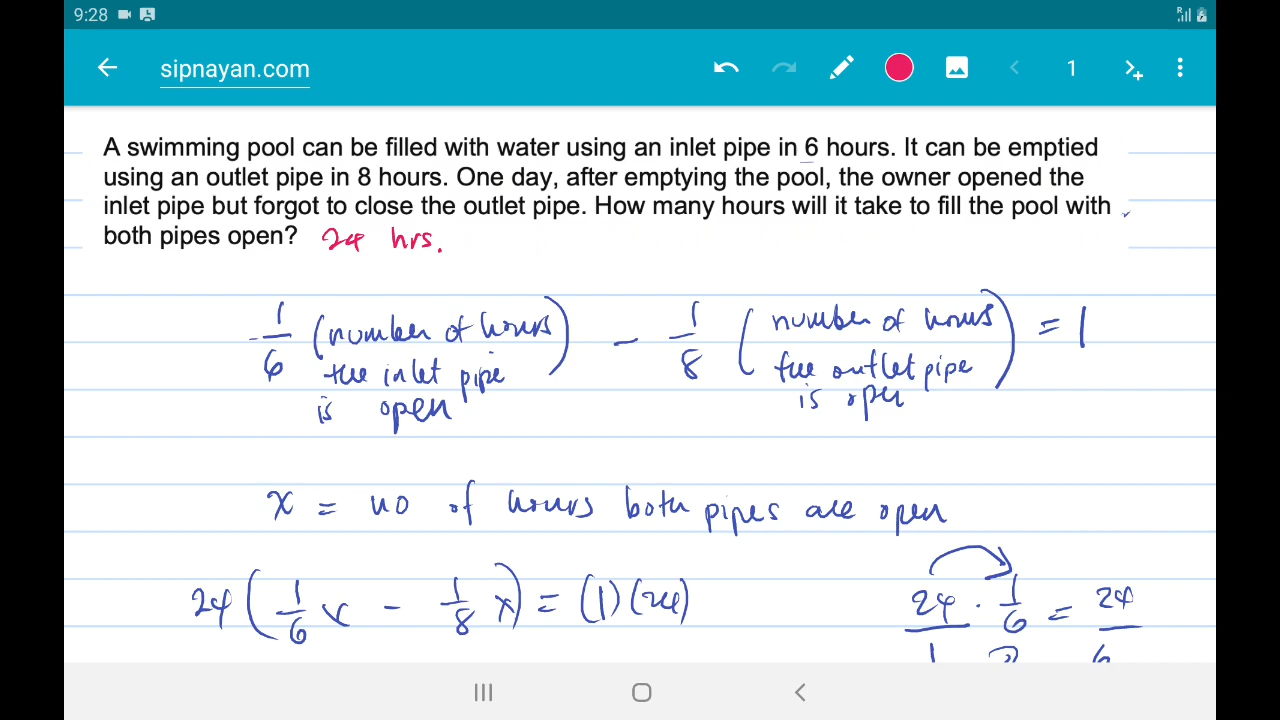 9:28
sipnayan.com
1
A swimming pool can be filled with water using an inlet pipe in 6 hours. It can be emptied
using an outlet pipe in 8 hours. One day, after emptying the pool, the owner opened the
inlet pipe but forgot to close the outlet pipe. How many hours will it take to fill the pool with
both pipes open? 24 hrs.
1/6 (number of hours the inlet pipe is open) - 1/8 (number of hours the outlet pipe is open) = 1
x = no of hours both pipes are open
24 (1/6 x - 1/8 x) = (1)(24)
24/1 · 1/6 = 24/6